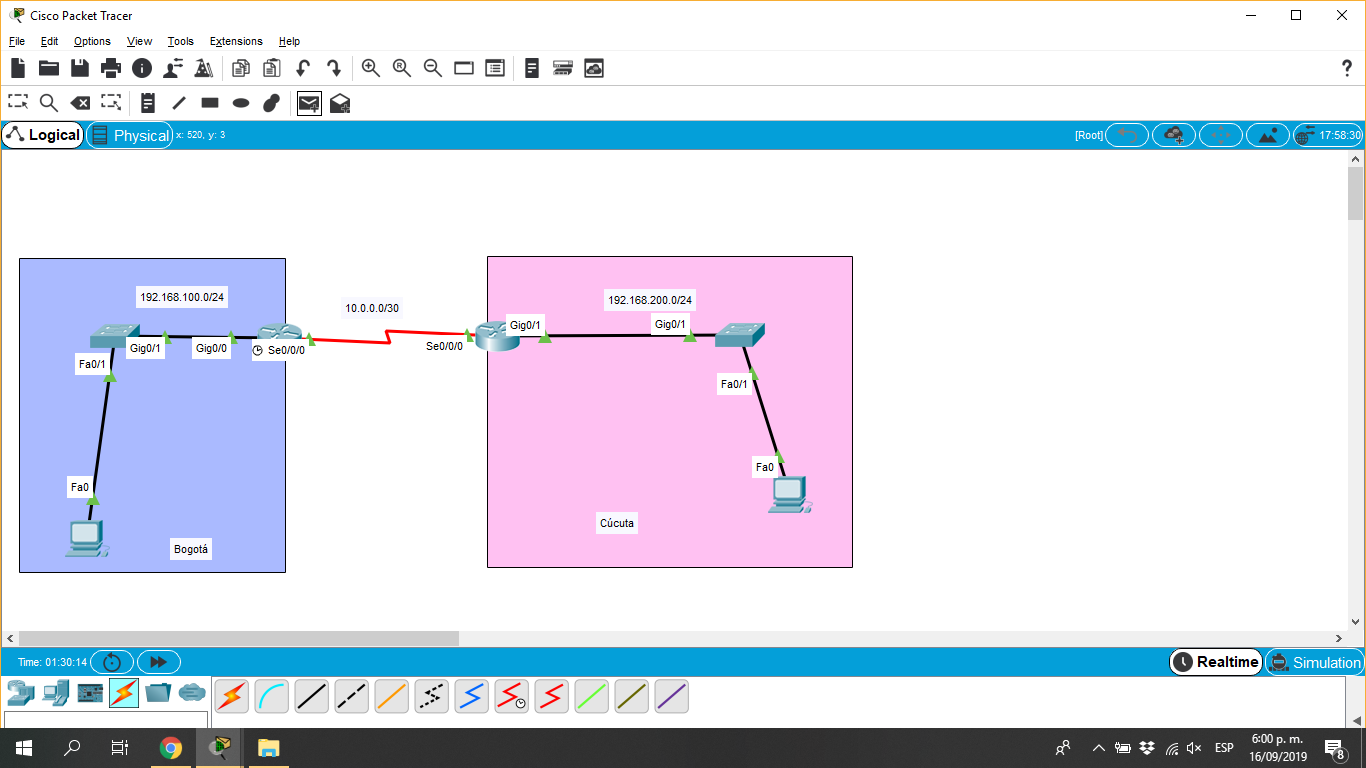 Cisco Packet Tracer
File Edit Options View Tools Extensions Help
Logical Physical x: 520, y: 3 [Root] 17:58:30
192.168.100.0/24
10.0.0.0/30
192.168.200.0/24
Gig0/1 Gig0/0 Se0/0/0
Se0/0/0 Gig0/1 Gig0/1
Fa0/1
Fa0/1
Fa0
Fa0
Bogotá
Cúcuta
Time: 01:30:14 Realtime Simulation
ESP 6:00 p. m.
16/09/2019 8